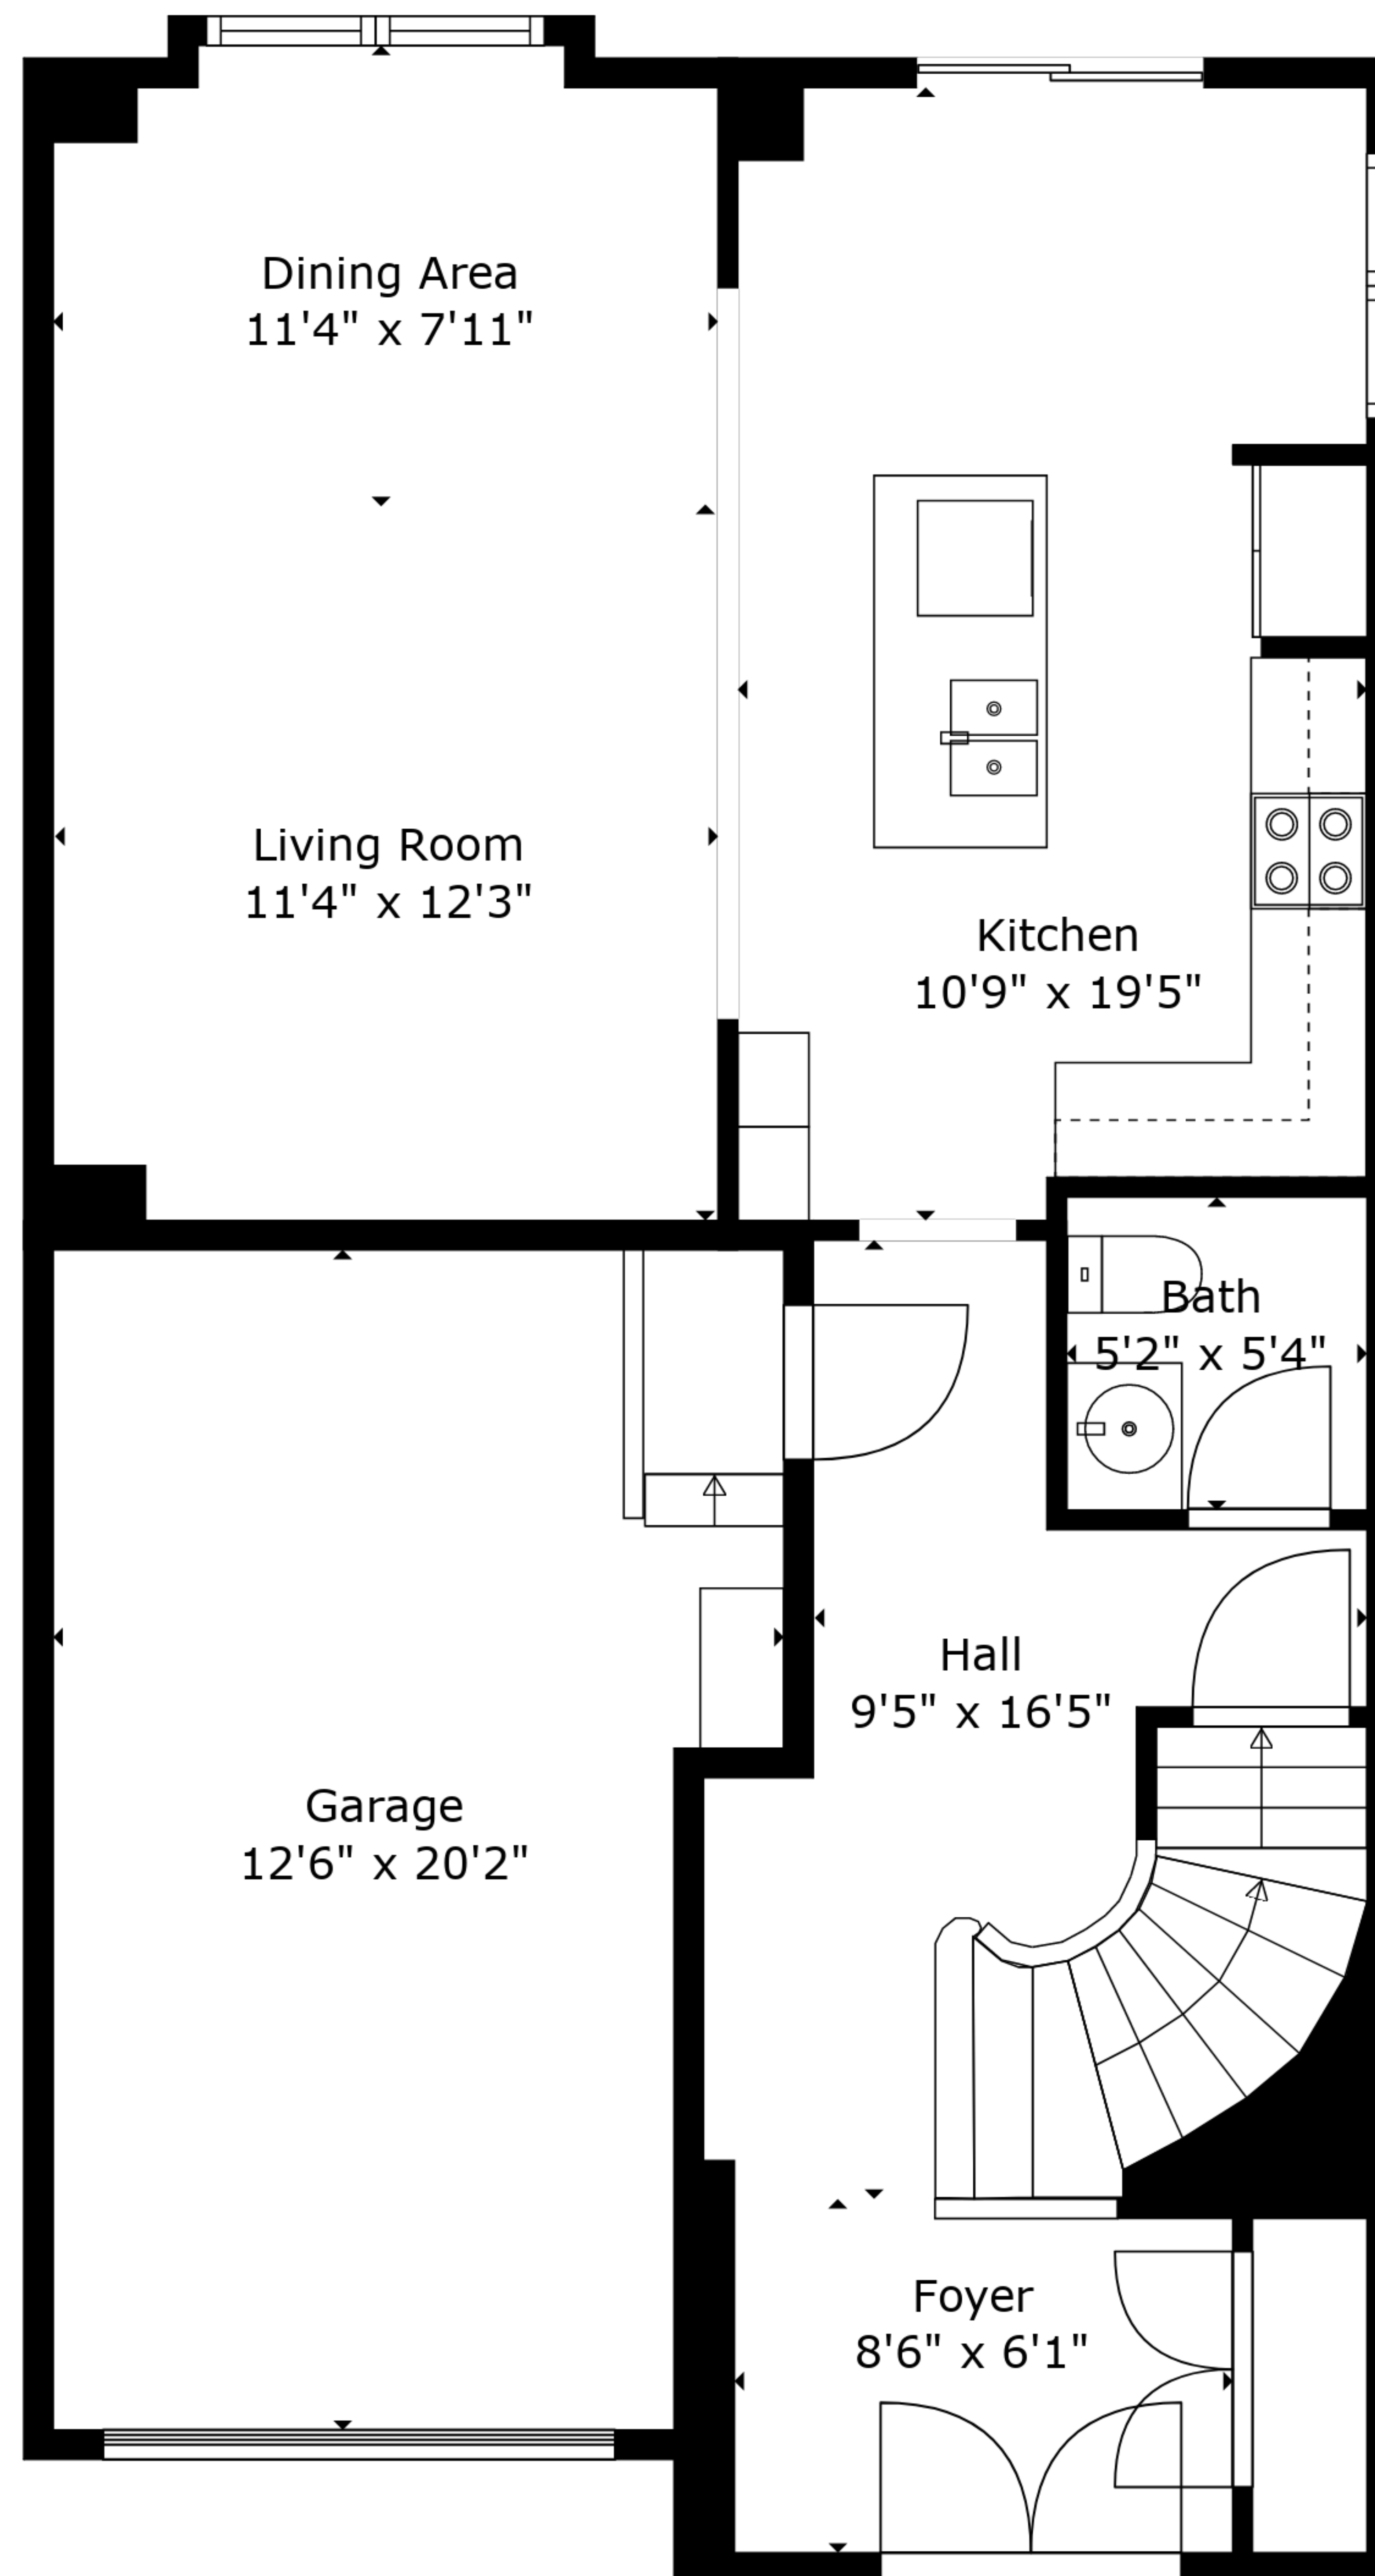 Dining Area
11'4" x 7'11"
Living Room
11'4" x 12'3"
Kitchen
10'9" x 19'5"
Bath
5'2" x 5'4"
Hall
9'5" x 16'5"
Garage
12'6" x 20'2"
Foyer
8'6" x 6'1"